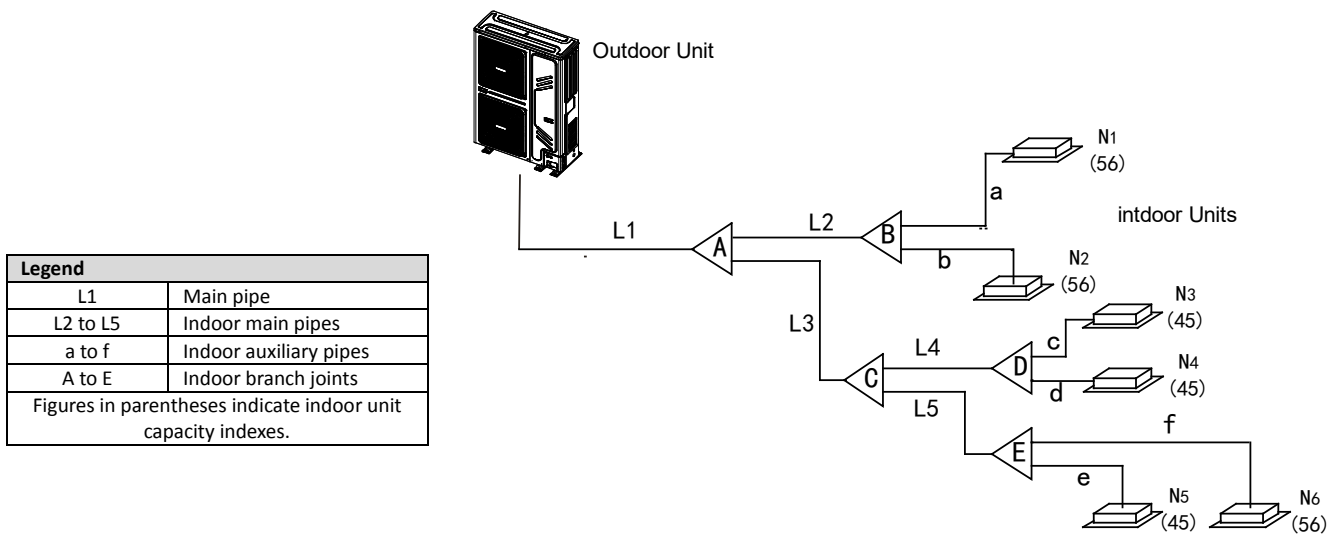 Outdoor Unit
N1
(56)
a
intdoor Units
L1
A
L2
B
b
N2
(56)
N3
(45)
L3
L4
C
D
c
N4
(45)
d
L5
f
E
e
N5
(45)
N6
(56)
Legend
L1 Main pipe
L2 to L5 Indoor main pipes
a to f Indoor auxiliary pipes
A to E Indoor branch joints
Figures in parentheses indicate indoor unit
capacity indexes.